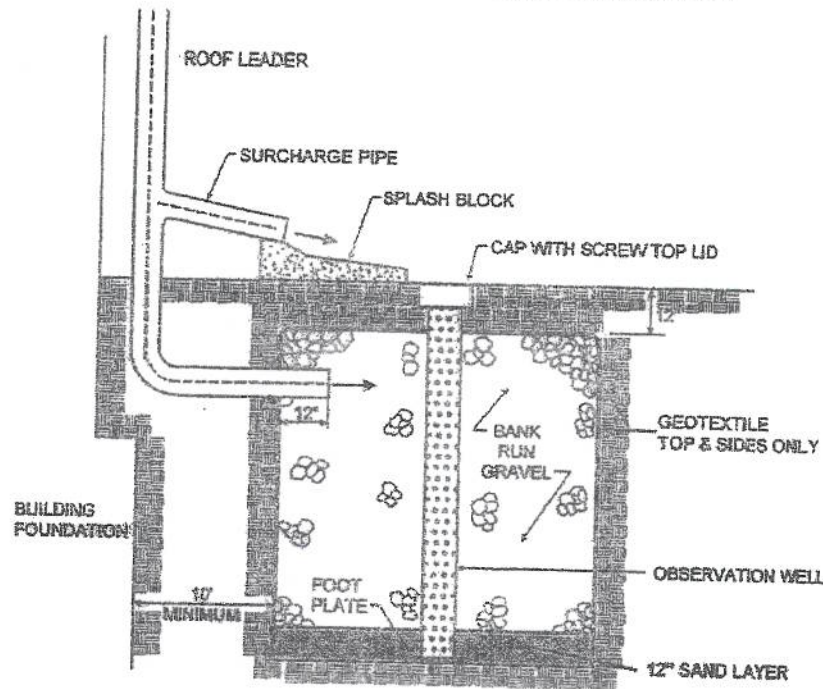 ROOF LEADER
SURCHARGE PIPE
SPLASH BLOCK
CAP WITH SCREW TOP LID
12"
12"
GEOTEXTILE
TOP & SIDES ONLY
BANK
RUN
GRAVEL
BUILDING
FOUNDATION
OBSERVATION WELL
FOOT
PLATE
10'
MINIMUM
12" SAND LAYER